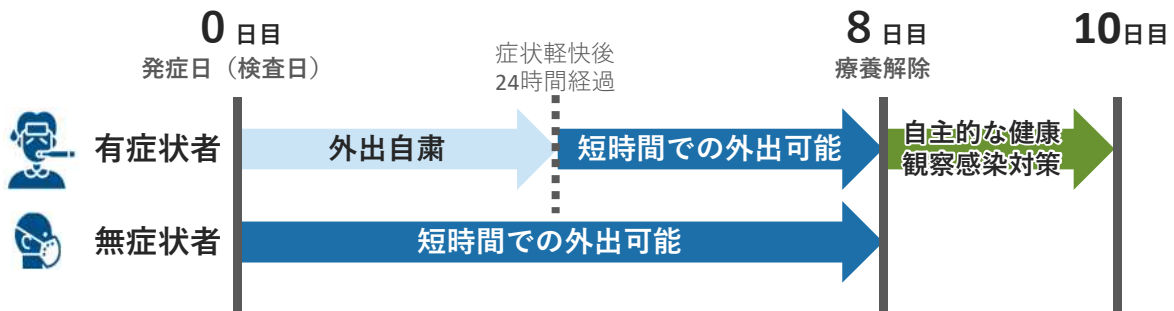 0 日目
発症日（検査日）
症状軽快後
24時間経過
8 日目
療養解除
10日目
有症状者
外出自粛
短時間での外出可能
自主的な健康
観察感染対策
無症状者
短時間での外出可能